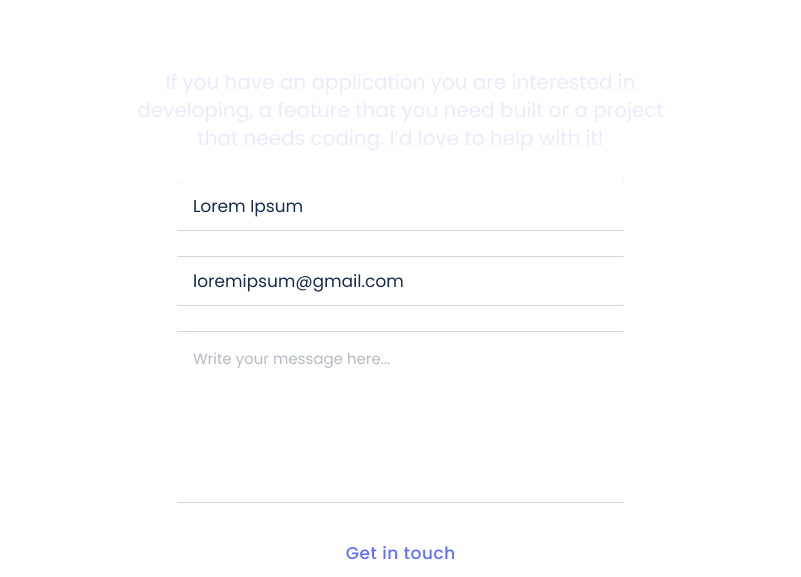 If you have an application you are interested in
developing, a feature that you need built or a project
that needs coding. I’d love to help with it!
Lorem Ipsum
loremipsum@gmail.com
Write your message here...
Get in touch